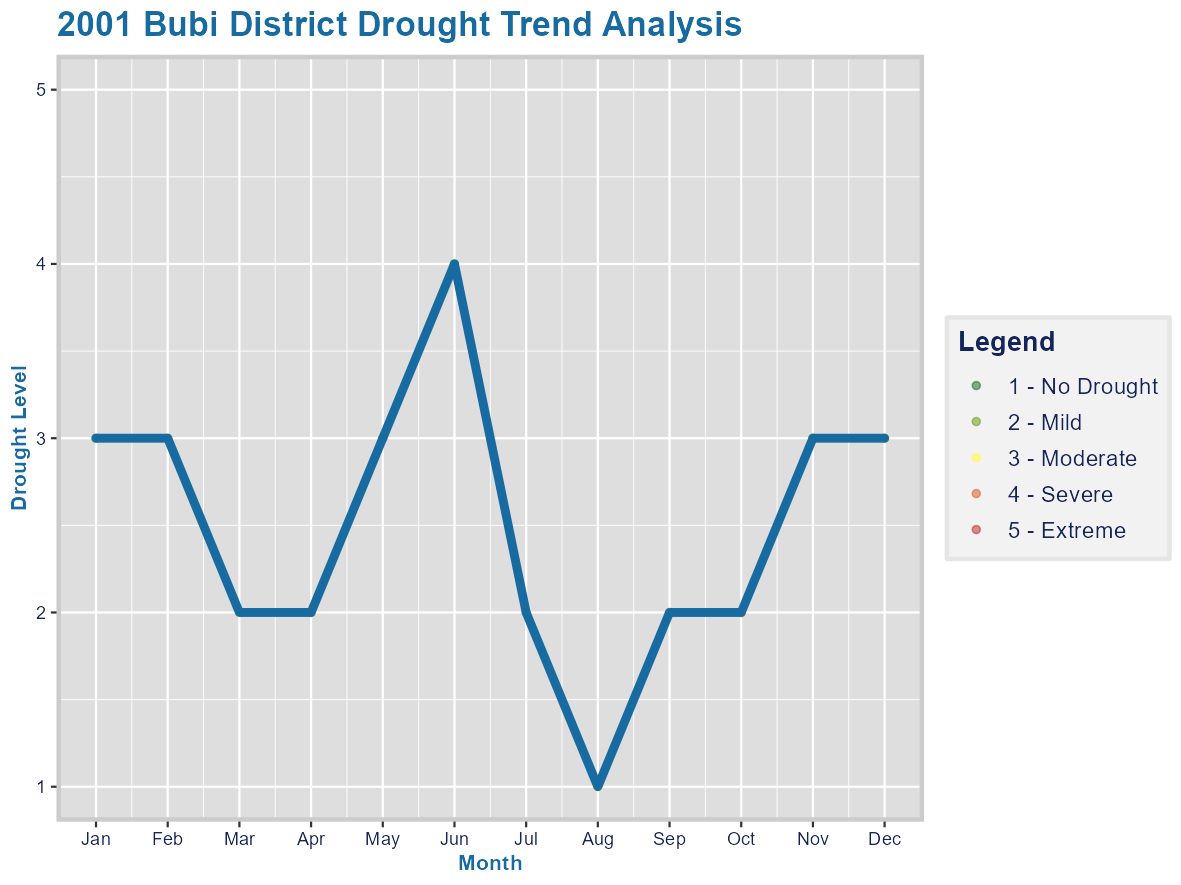 2001 Bubi District Drought Trend Analysis
5
4
3
2
1
Drought Level
Jan Feb Mar Apr May Jun Jul Aug Sep Oct Nov Dec
Month
Legend
1 - No Drought
2 - Mild
3 - Moderate
4 - Severe
5 - Extreme